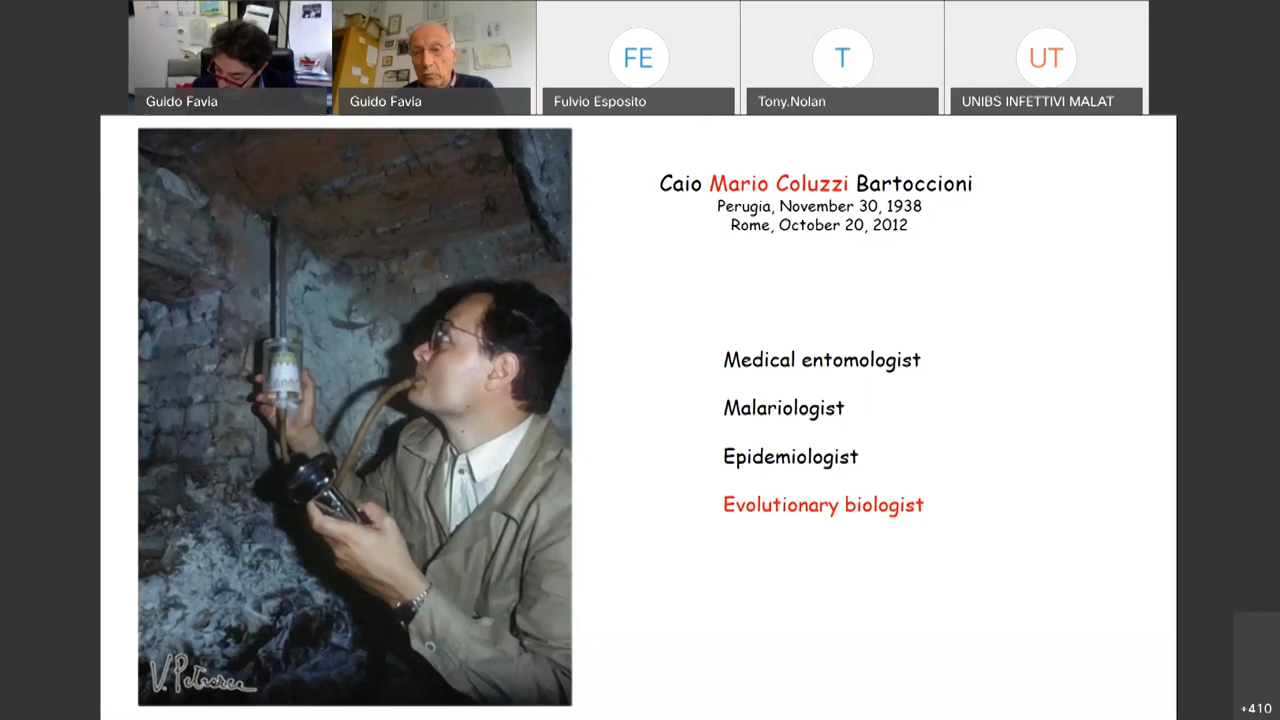 Guido Favia
Guido Favia
FE
Fulvio Esposito
T
Tony.Nolan
UT
UNIBS INFETTIVI MALAT
Caio Mario Coluzzi Bartoccioni
Perugia, November 30, 1938
Rome, October 20, 2012
Medical entomologist
Malariologist
Epidemiologist
Evolutionary biologist
V. Petrarca
+410